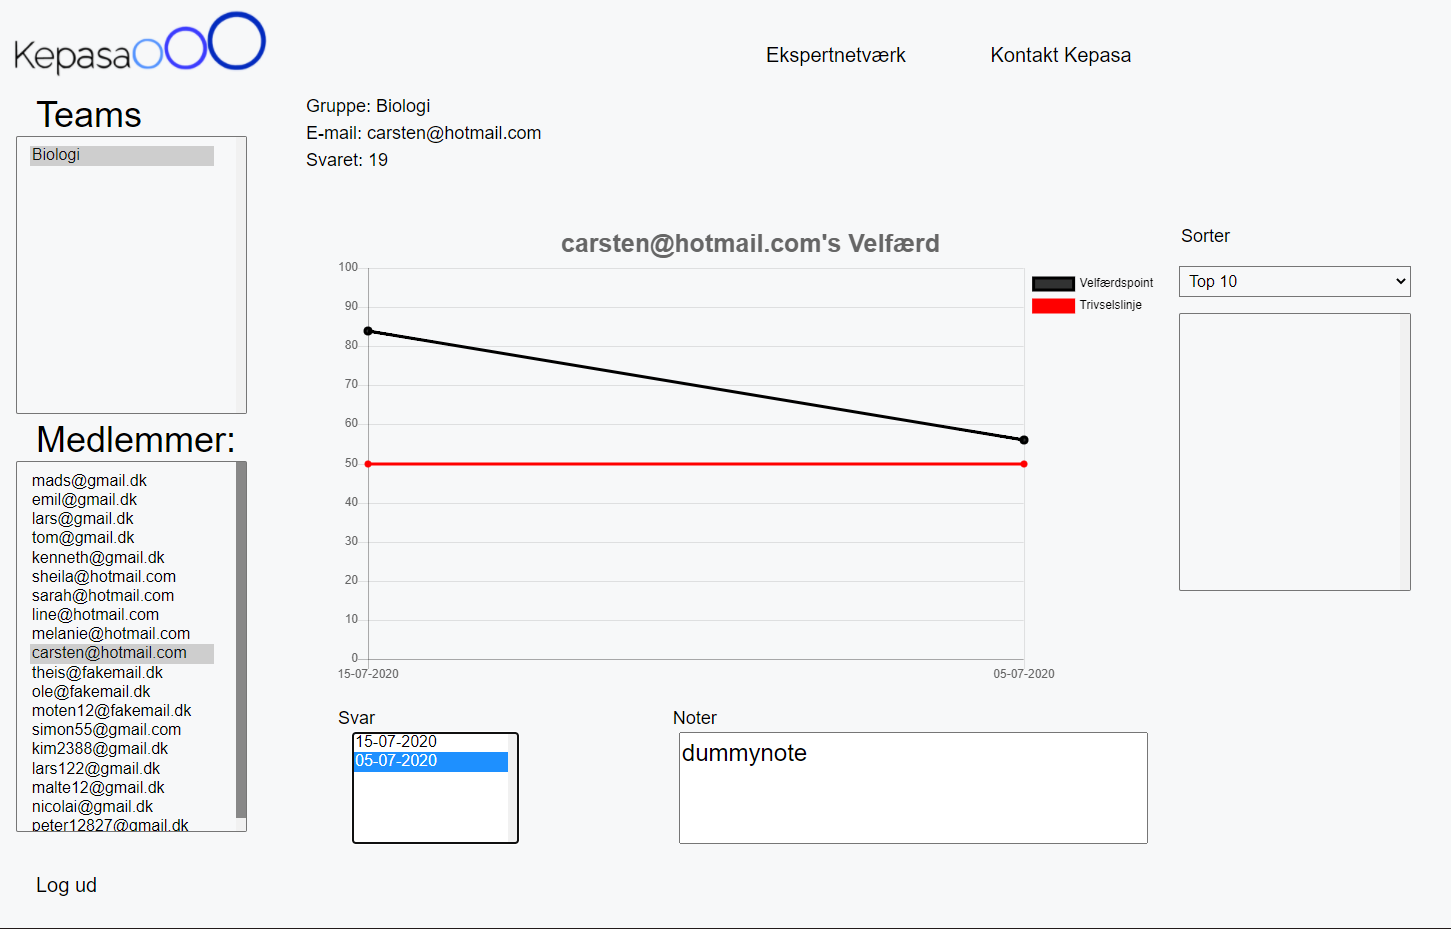 Kepasa
Ekspertnetværk
Kontakt Kepasa
Teams
Biologi
Medlemmer:
mads@gmail.dk
emil@gmail.dk
lars@gmail.dk
tom@gmail.dk
kenneth@gmail.dk
sheila@hotmail.com
sarah@hotmail.com
line@hotmail.com
melanie@hotmail.com
carsten@hotmail.com
theis@fakemail.dk
ole@fakemail.dk
moten12@fakemail.dk
simon55@gmail.com
kim2388@gmail.dk
lars122@gmail.dk
malte12@gmail.dk
nicolai@gmail.dk
peter12827@gmail.dk
Log ud
Gruppe: Biologi
E-mail: carsten@hotmail.com
Svaret: 19
carsten@hotmail.com's Velfærd
100
90
80
70
60
50
40
30
20
10
0
15-07-2020
05-07-2020
Velfærdspoint
Trivselslinje
Svar
15-07-2020
05-07-2020
Noter
dummynote
Sorter
Top 10